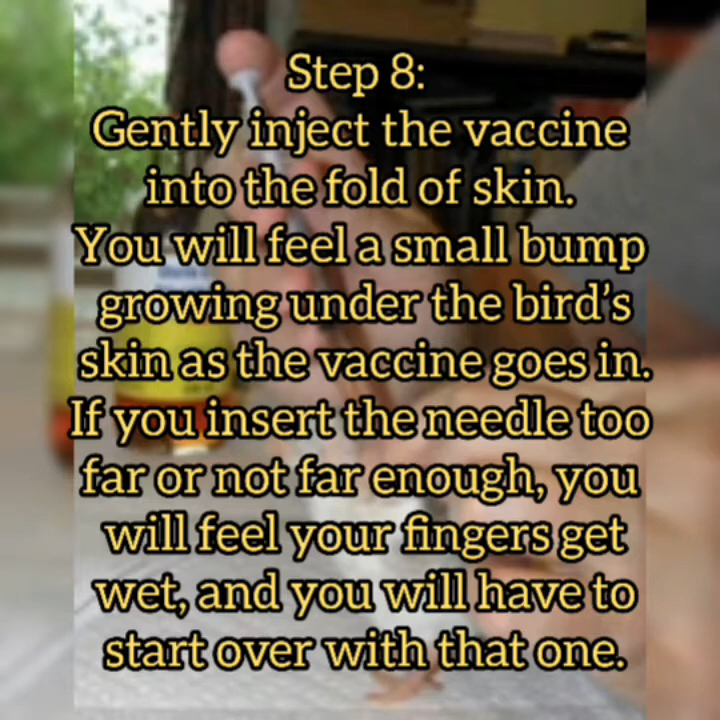 Step 8:
Gently inject the vaccine
into the fold of skin.
You will feel a small bump
growing under the bird's
skin as the vaccine goes in.
If you insert the needle too
far or not far enough, you
will feel your fingers get
wet, and you will have to
start over with that one.